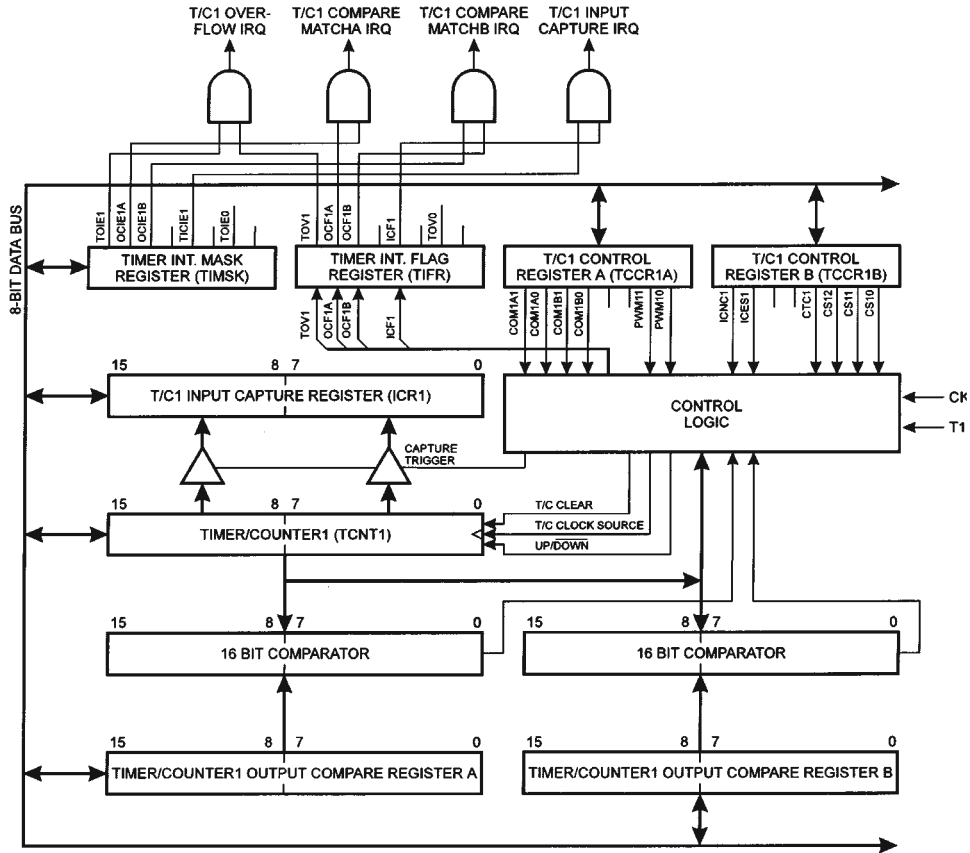 T/C1 OVER-
FLOW IRQ
T/C1 COMPARE
MATCHA IRQ
T/C1 COMPARE
MATCHB IRQ
T/C1 INPUT
CAPTURE IRQ
8-BIT DATA BUS
TOIE1
OCIE1A
OCIE1B
TICIE1
TOIE0
TOV1
OCF1A
OCF1B
ICF1
TOV0
TIMER INT. MASK
REGISTER (TIMSK)
TIMER INT. FLAG
REGISTER (TIFR)
T/C1 CONTROL
REGISTER A (TCCR1A)
T/C1 CONTROL
REGISTER B (TCCR1B)
TOV1
OCF1A
OCF1B
ICF1
COM1A1
COM1A0
COM1B1
COM1B0
PWM11
PWM10
ICNC1
ICES1
CTC1
CS12
CS11
CS10
15 8 7 0
T/C1 INPUT CAPTURE REGISTER (ICR1)
CONTROL
LOGIC
CK
T1
CAPTURE
TRIGGER
15 8 7 0
TIMER/COUNTER1 (TCNT1)
T/C CLEAR
T/C CLOCK SOURCE
UP/DOWN
15 8 7 0
16 BIT COMPARATOR
15 8 7 0
16 BIT COMPARATOR
15 8 7 0
TIMER/COUNTER1 OUTPUT COMPARE REGISTER A
15 8 7 0
TIMER/COUNTER1 OUTPUT COMPARE REGISTER B